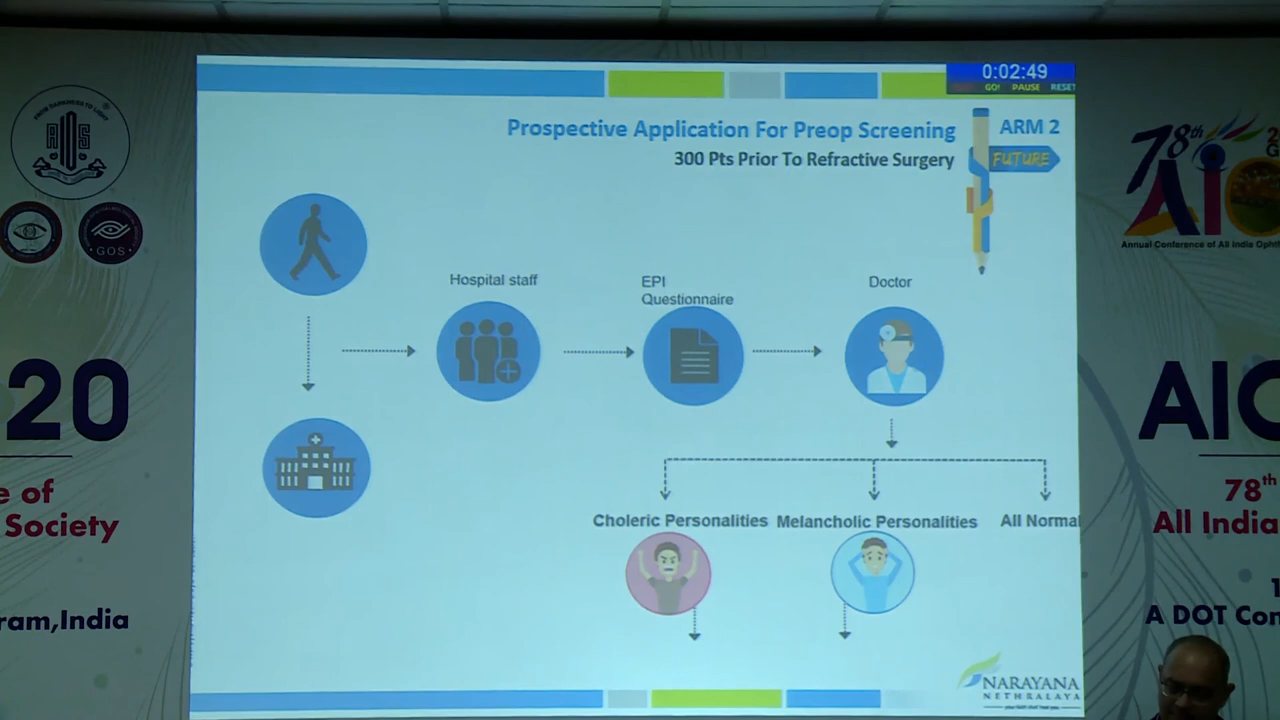 0:02:49
GO! PAUSE RESET
Prospective Application For Preop Screening
ARM 2
300 Pts Prior To Refractive Surgery
FUTURE
Hospital staff
EPI
Questionnaire
Doctor
Choleric Personalities
Melancholic Personalities
All Normal
NARAYANA
NETHRALAYA
GOS
20
e of
Society
ram,India
78th
AIO
Annual Conference of All India Ophth
AIO
78th
All India
A DOT Con